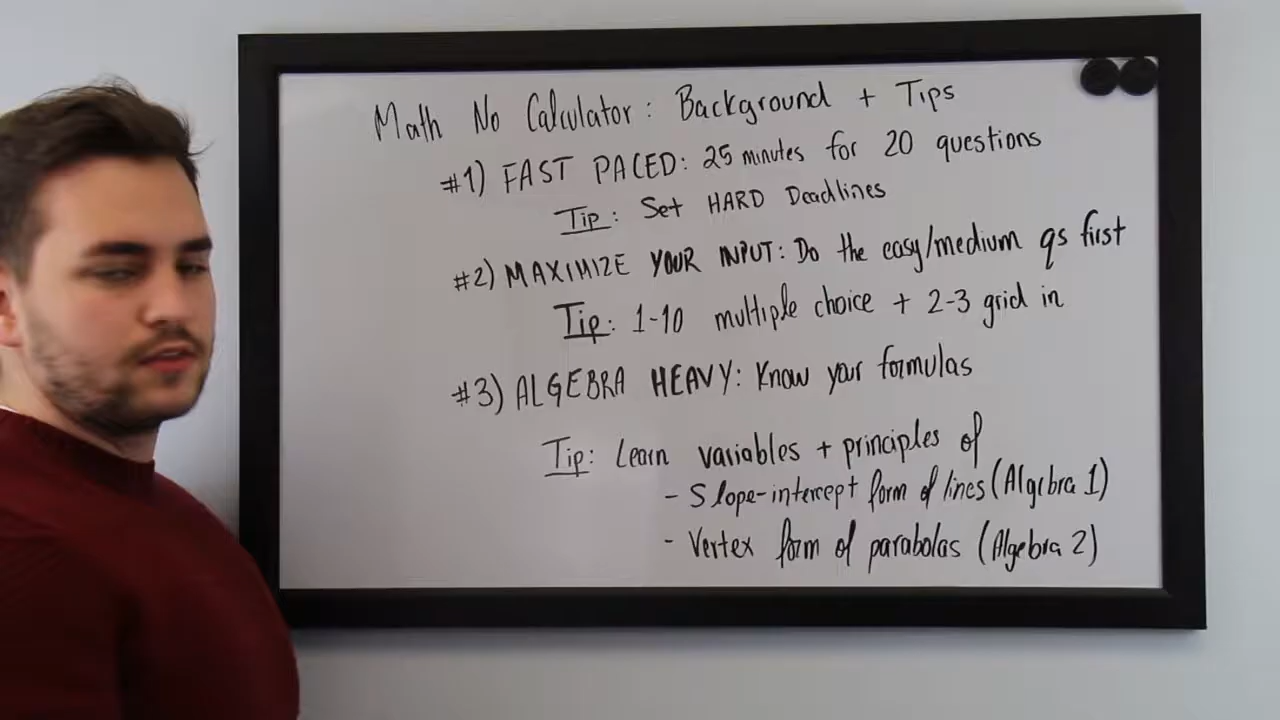 Math No Calculator: Background + Tips
#1) FAST PACED: 25 minutes for 20 questions
Tip: Set HARD Deadlines
#2) MAXIMIZE YOUR INPUT: Do the easy/medium qs first
Tip: 1-10 multiple choice + 2-3 grid in
#3) ALGEBRA HEAVY: Know your formulas
Tip: Learn variables + principles of
- Slope-intercept form of lines (Algebra 1)
- Vertex form of parabolas (Algebra 2)